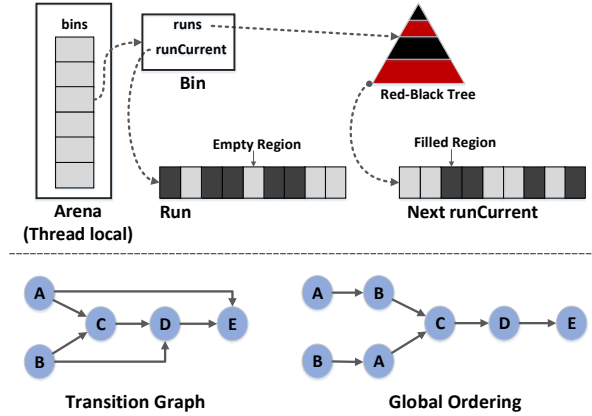 bins
runs
runCurrent
Bin
Red-Black Tree
Empty Region
Filled Region
Arena
(Thread local)
Run
Next runCurrent
A
B
C
D
E
Transition Graph
A
B
B
A
C
D
E
Global Ordering